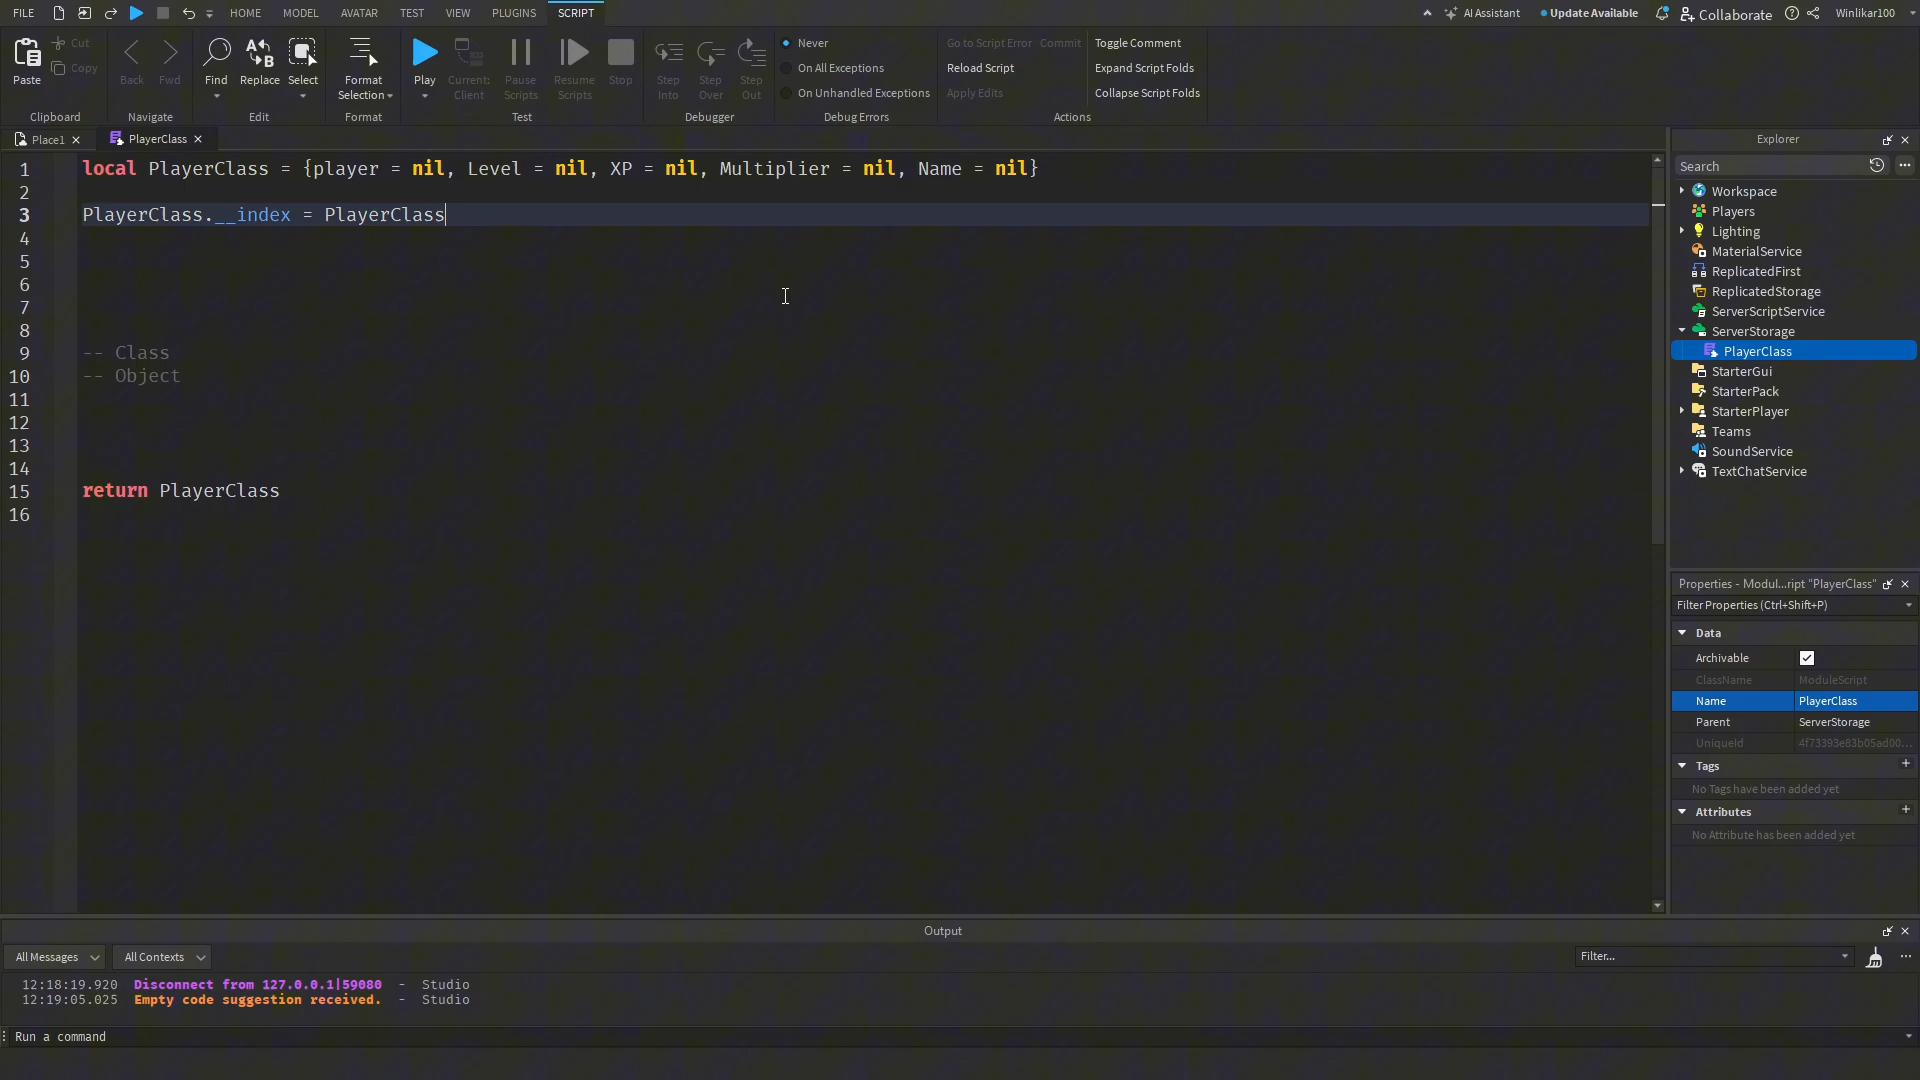 FILE HOME MODEL AVATAR TEST VIEW PLUGINS SCRIPT AI Assistant Update Available Collaborate Winlikar100
Paste Cut Copy
Back Fwd
Find Replace Select
Format Selection
Play Current: Client Pause Scripts Resume Scripts Stop
Step Into Step Over Step Out
Never
On All Exceptions
On Unhandled Exceptions
Go to Script Error Commit
Reload Script
Apply Edits
Toggle Comment
Expand Script Folds
Collapse Script Folds
Clipboard Navigate Edit Format Test Debugger Debug Errors Actions
Place1 PlayerClass
1 local PlayerClass = {player = nil, Level = nil, XP = nil, Multiplier = nil, Name = nil}
2
3 PlayerClass.__index = PlayerClass
4
5
6
7
8
9 -- Class
10 -- Object
11
12
13
14
15 return PlayerClass
16
Explorer
Search
Workspace
Players
Lighting
MaterialService
ReplicatedFirst
ReplicatedStorage
ServerScriptService
ServerStorage
PlayerClass
StarterGui
StarterPack
StarterPlayer
Teams
SoundService
TextChatService
Properties - Modul...ript "PlayerClass"
Filter Properties (Ctrl+Shift+P)
Data
Archivable
ClassName ModuleScript
Name PlayerClass
Parent ServerStorage
UniqueId 4f73393e83b05ad00...
Tags
No Tags have been added yet
Attributes
No Attribute has been added yet
Output
All Messages All Contexts Filter...
12:18:19.920 Disconnect from 127.0.0.1|59080 - Studio
12:19:05.025 Empty code suggestion received. - Studio
Run a command